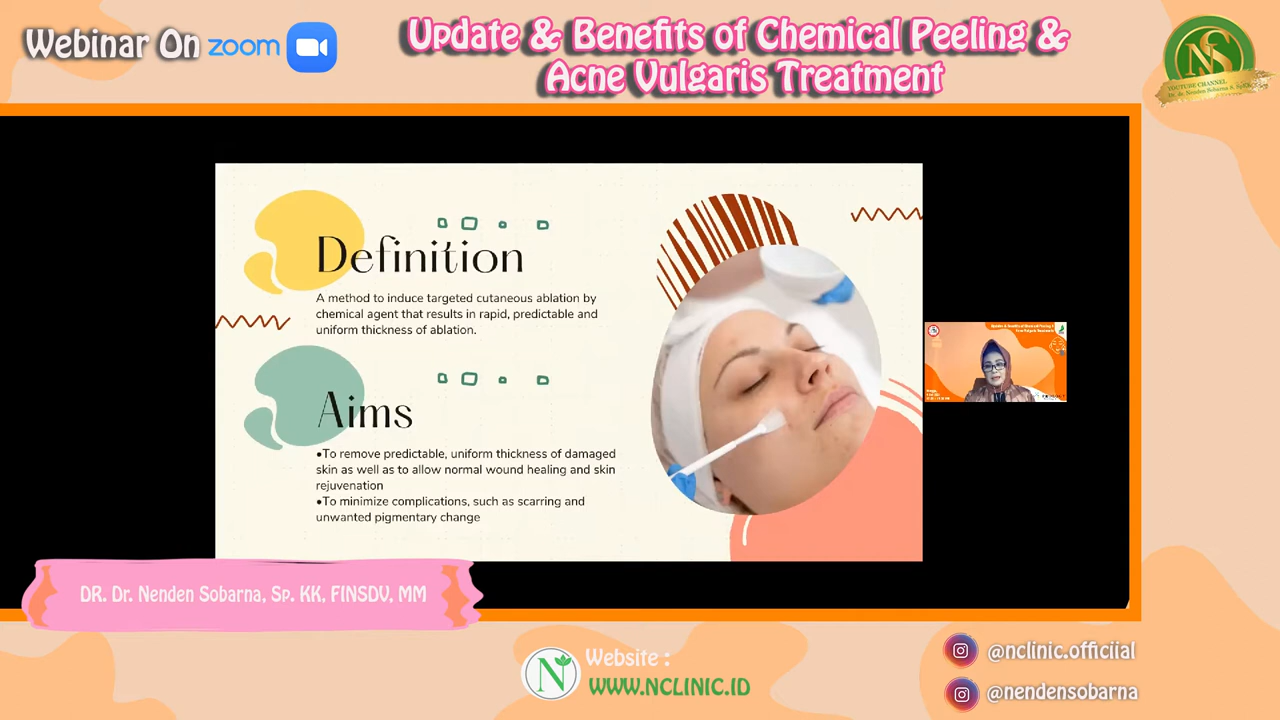 Webinar On zoom
Update & Benefits of Chemical Peeling &
Acne Vulgaris Treatment
NS
YOUTUBE CHANNEL
Definition
A method to induce targeted cutaneous ablation by
chemical agent that results in rapid, predictable and
uniform thickness of ablation.
Aims
•To remove predictable, uniform thickness of damaged
skin as well as to allow normal wound healing and skin
rejuvenation
•To minimize complications, such as scarring and
unwanted pigmentary change
DR. Dr. Nenden Sobarna, Sp. KK, FINSDV, MM
N
Website :
WWW.NCLINIC.ID
@nclinic.officiial
@nendensobarna